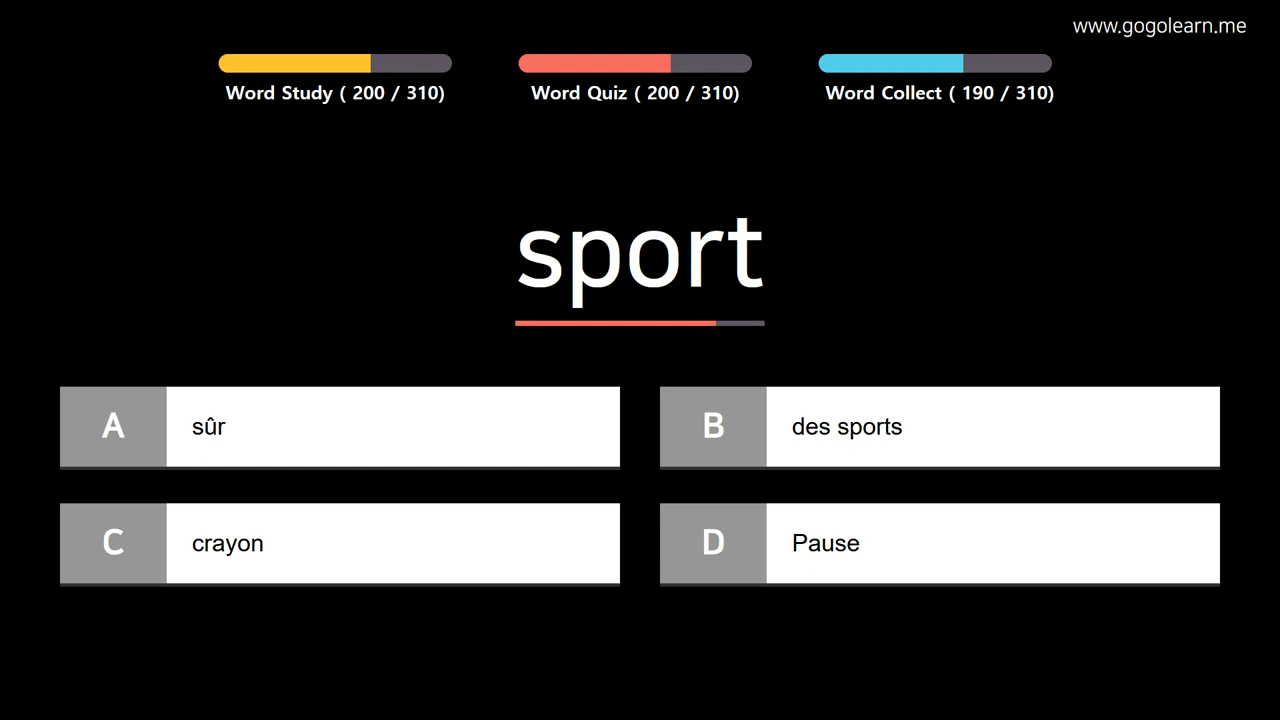 www.gogolearn.me
Word Study ( 200 / 310)
Word Quiz ( 200 / 310)
Word Collect ( 190 / 310)
sport
A sûr
B des sports
C crayon
D Pause